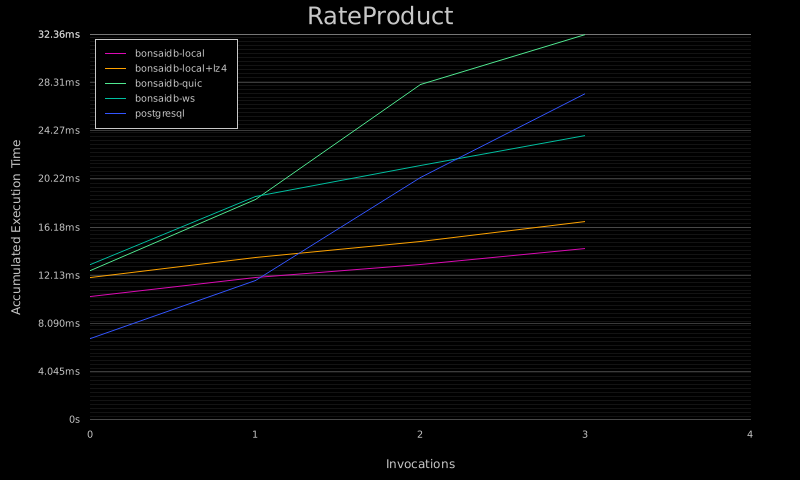 RateProduct
32.36ms
28.31ms
24.27ms
20.22ms
16.18ms
12.13ms
8.090ms
4.045ms
0s
bonsaidb-local
bonsaidb-local+lz4
bonsaidb-quic
bonsaidb-ws
postgresql
Accumulated Execution Time
0 1 2 3 4
Invocations